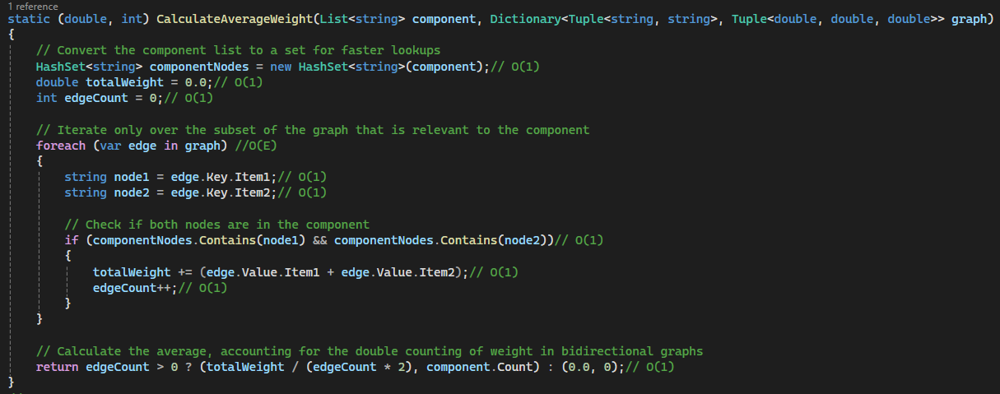 1 reference
static (double, int) CalculateAverageWeight(List<string> component, Dictionary<Tuple<string, string>, Tuple<double, double, double>> graph)
{
// Convert the component list to a set for faster lookups
HashSet<string> componentNodes = new HashSet<string>(component);// O(1)
double totalWeight = 0.0;// O(1)
int edgeCount = 0;// O(1)
// Iterate only over the subset of the graph that is relevant to the component
foreach (var edge in graph) //O(E)
{
string node1 = edge.Key.Item1;// O(1)
string node2 = edge.Key.Item2;// O(1)
// Check if both nodes are in the component
if (componentNodes.Contains(node1) && componentNodes.Contains(node2))// O(1)
{
totalWeight += (edge.Value.Item1 + edge.Value.Item2);// O(1)
edgeCount++;// O(1)
}
}
// Calculate the average, accounting for the double counting of weight in bidirectional graphs
return edgeCount > 0 ? (totalWeight / (edgeCount * 2), component.Count) : (0.0, 0);// O(1)
}